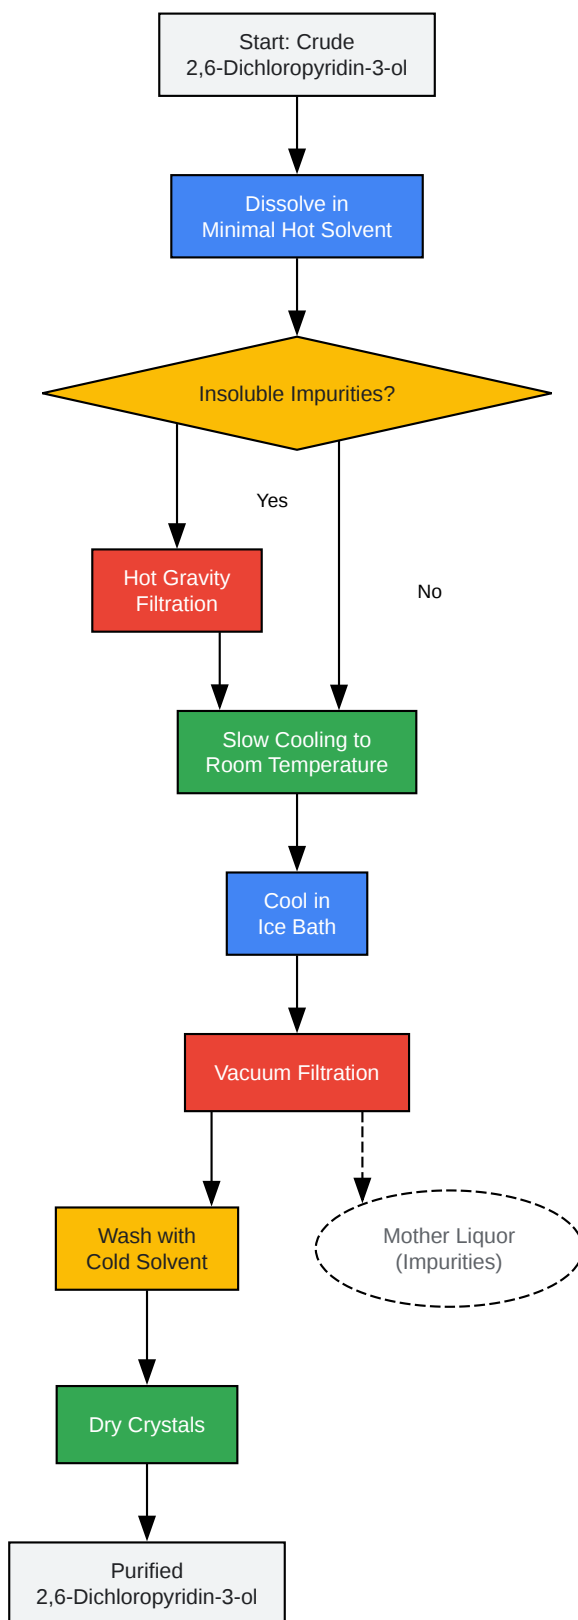 Start: Crude
2,6-Dichloropyridin-3-ol
Dissolve in
Minimal Hot Solvent
Insoluble Impurities?
Yes
Hot Gravity
Filtration
No
Slow Cooling to
Room Temperature
Cool in
Ice Bath
Vacuum Filtration
Wash with
Cold Solvent
Mother Liquor
(Impurities)
Dry Crystals
Purified
2,6-Dichloropyridin-3-ol